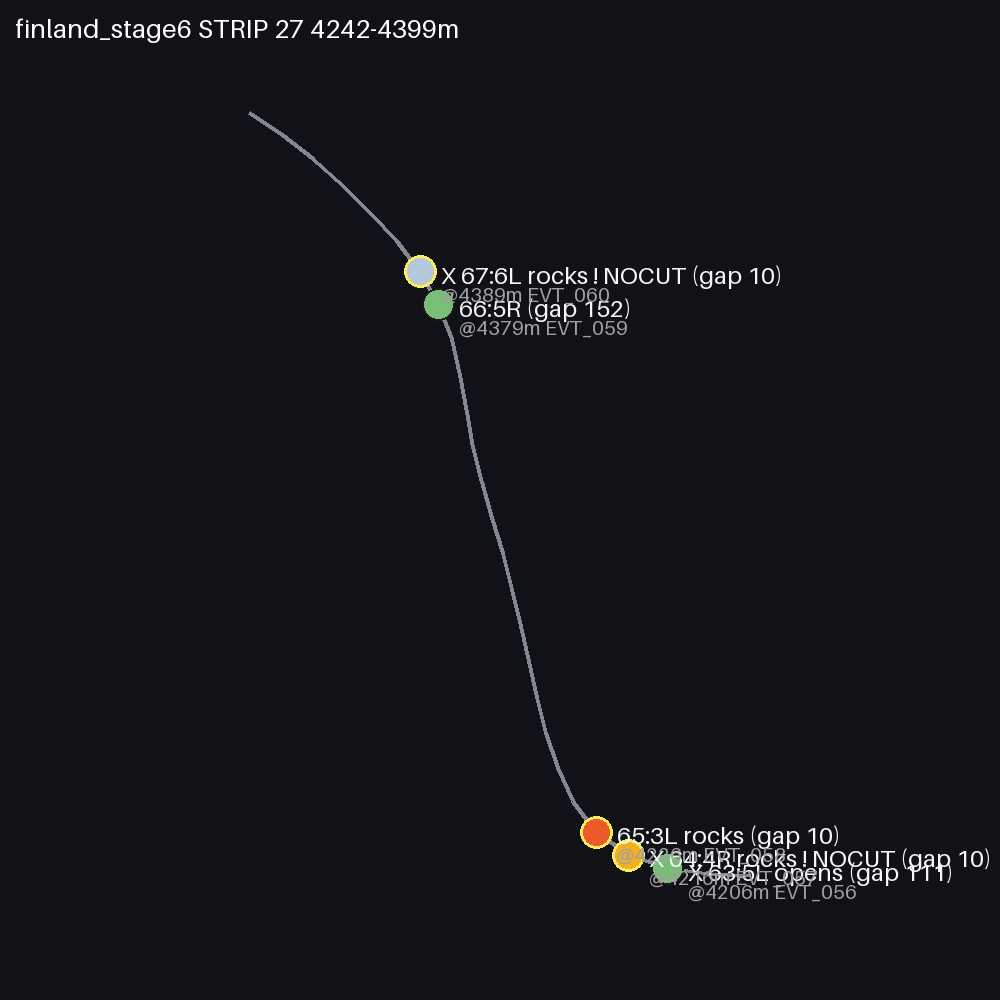 finland_stage6 STRIP 27 4242-4399m
X 67:6L rocks ! NOCUT (gap 10)
@4389m EVT_060
66:5R (gap 152)
@4379m EVT_059
65:3L rocks (gap 10)
X 64:4R rocks ! NOCUT (gap 10)
X 63:5L opens (gap 111)
@4206m EVT_056